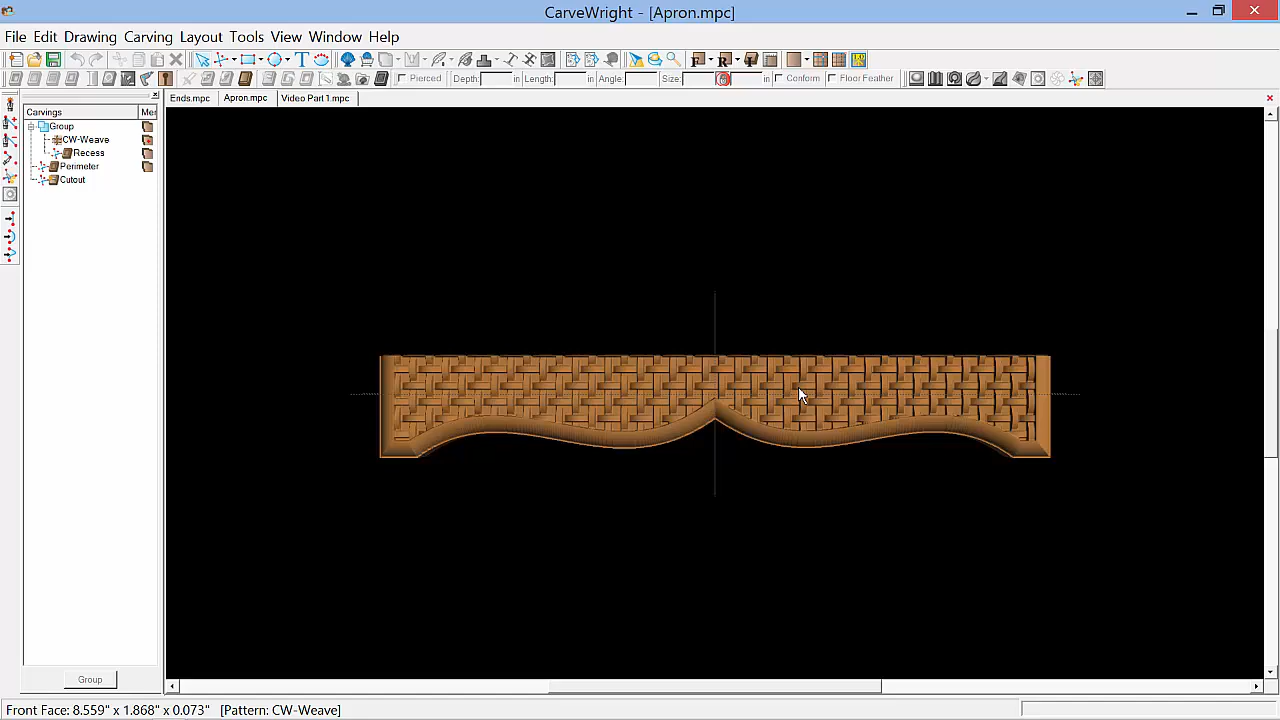 CarveWright - [Apron.mpc]
File Edit Drawing Carving Layout Tools View Window Help
Pierced Depth: in Length: in Angle: Size: in Conform Floor Feather
Ends.mpc Apron.mpc Video Part 1.mpc
Carvings Me
Group
CW-Weave
Recess
Perimeter
Cutout
Group
Front Face: 8.559" x 1.868" x 0.073" [Pattern: CW-Weave]